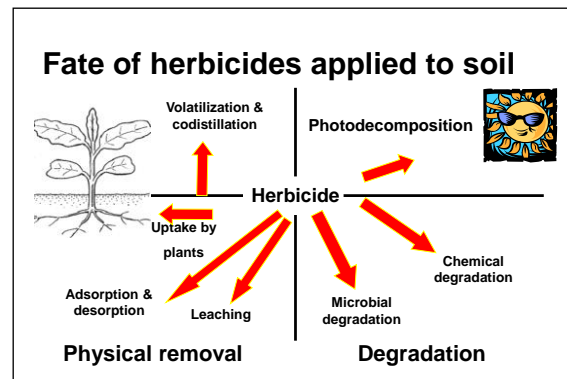 Fate of herbicides applied to soil
Volatilization &
codistillation
Photodecomposition
Herbicide
Uptake by
plants
Adsorption &
desorption
Leaching
Microbial
degradation
Chemical
degradation
Physical removal
Degradation